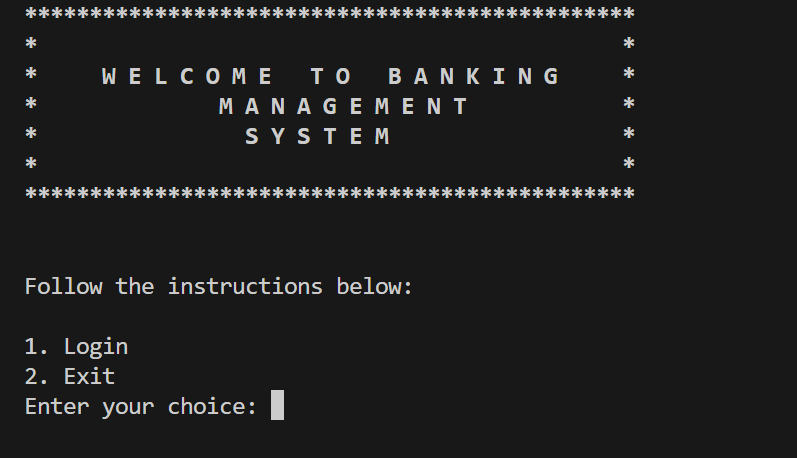 ***********************************************
*                                             *
*     W E L C O M E   T O   B A N K I N G     *
*              M A N A G E M E N T            *
*                S Y S T E M                  *
*                                             *
***********************************************
Follow the instructions below:
1. Login
2. Exit
Enter your choice: